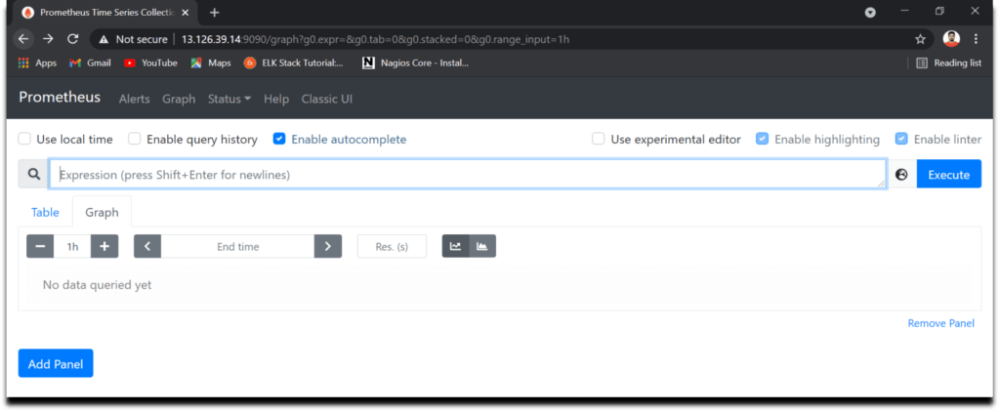 Prometheus Time Series Collectic
Not secure | 13.126.39.14:9090/graph?g0.expr=&g0.tab=0&g0.stacked=0&g0.range_input=1h
Apps Gmail YouTube Maps ELK Stack Tutorial:... Nagios Core - Instal... Reading list
Prometheus Alerts Graph Status Help Classic UI
Use local time Enable query history Enable autocomplete Use experimental editor Enable highlighting Enable linter
Expression (press Shift+Enter for newlines) Execute
Table Graph
1h End time Res. (s)
No data queried yet
Remove Panel
Add Panel